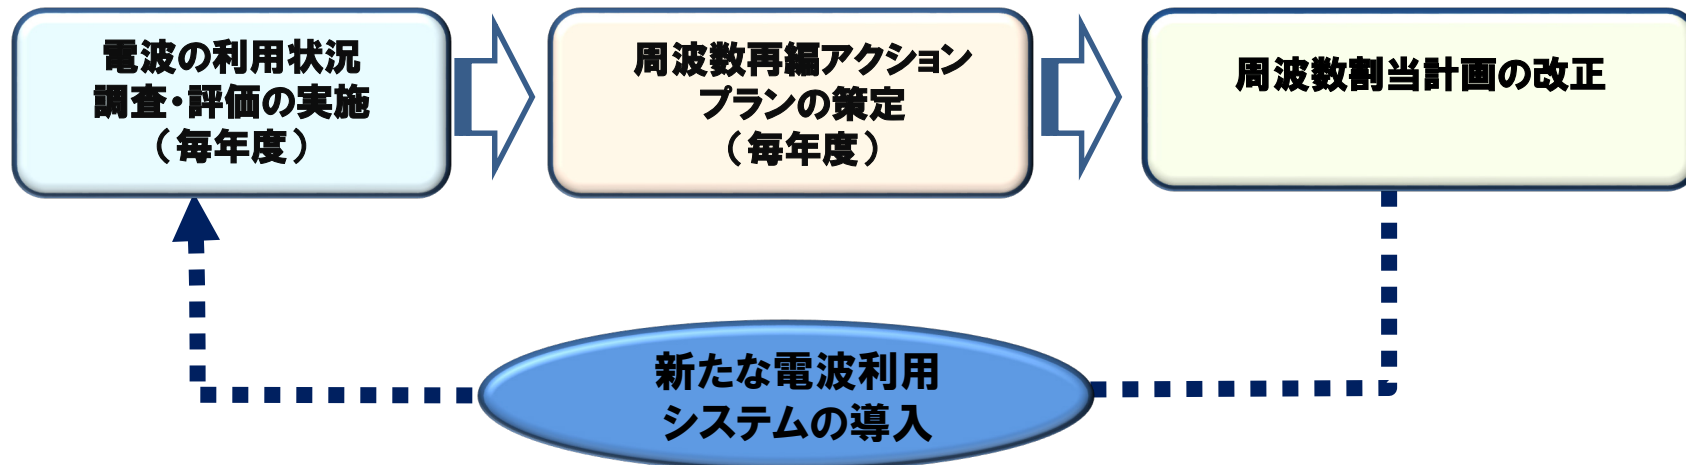 電波の利用状況
調査・評価の実施
（毎年度）
周波数再編アクション
プランの策定
（毎年度）
周波数割当計画の改正
新たな電波利用
システムの導入